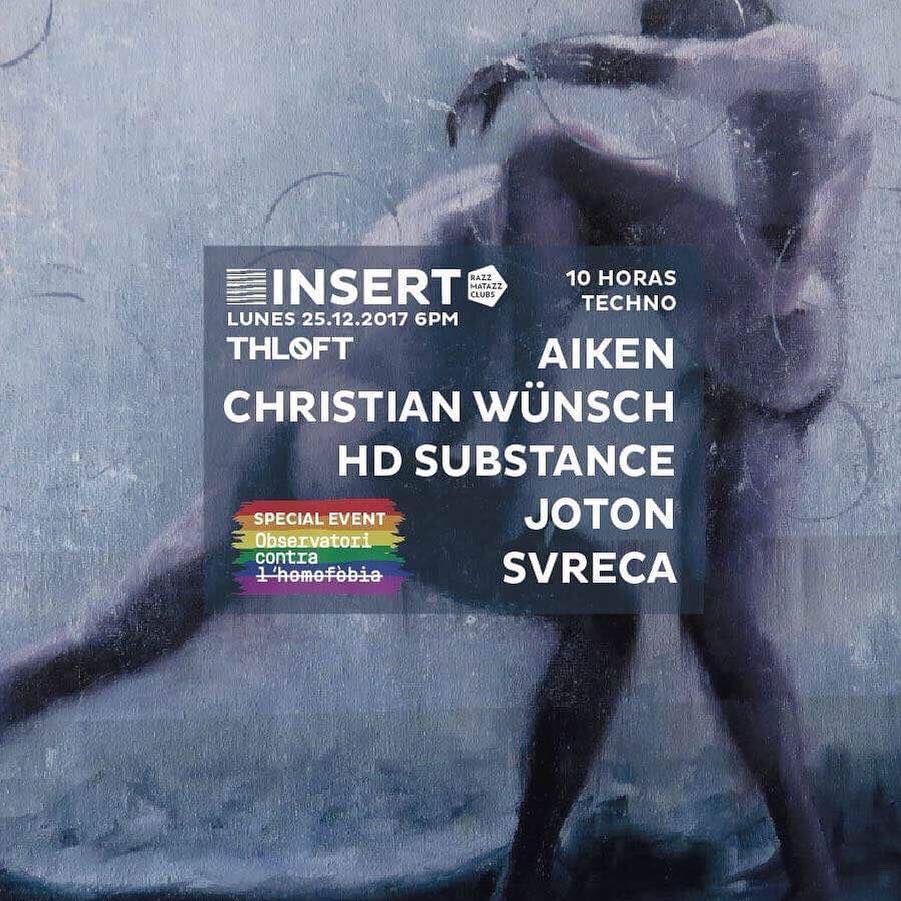 INSERT
RAZZ
MATAZZ
CLUBS
LUNES 25.12.2017 6PM
THLOFT
10 HORAS
TECHNO
AIKEN
CHRISTIAN WÜNSCH
HD SUBSTANCE
JOTON
SVRECA
SPECIAL EVENT
Observatori
contra
l'homofòbia